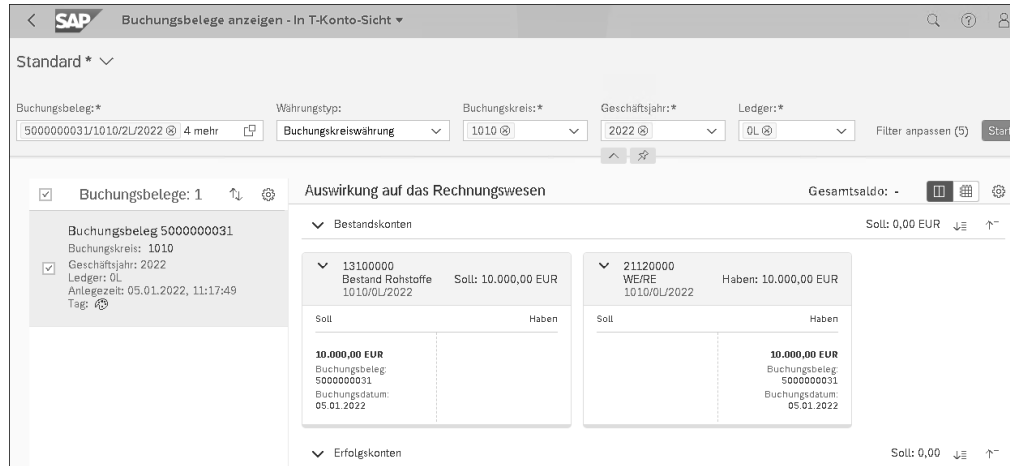 SAP Buchungsbelege anzeigen - In T-Konto-Sicht
Standard *
Buchungsbeleg:* Währungstyp: Buchungskreis:* Geschäftsjahr:* Ledger:*
5000000031/1010/2L/2022 4 mehr Buchungskreiswährung 1010 2022 0L Filter anpassen (5) Start
Buchungsbelege: 1 Auswirkung auf das Rechnungswesen Gesamtsaldo: -
Buchungsbeleg 5000000031
Buchungskreis: 1010
Geschäftsjahr: 2022
Ledger: 0L
Anlegezeit: 05.01.2022, 11:17:49
Tag:
Bestandskonten Soll: 0,00 EUR
13100000
Bestand Rohstoffe Soll: 10.000,00 EUR
1010/0L/2022
Soll Haben
10.000,00 EUR
Buchungsbeleg:
5000000031
Buchungsdatum:
05.01.2022
21120000
WE/RE Haben: 10.000,00 EUR
1010/0L/2022
Soll Haben
10.000,00 EUR
Buchungsbeleg:
5000000031
Buchungsdatum:
05.01.2022
Erfolgskonten Soll: 0,00